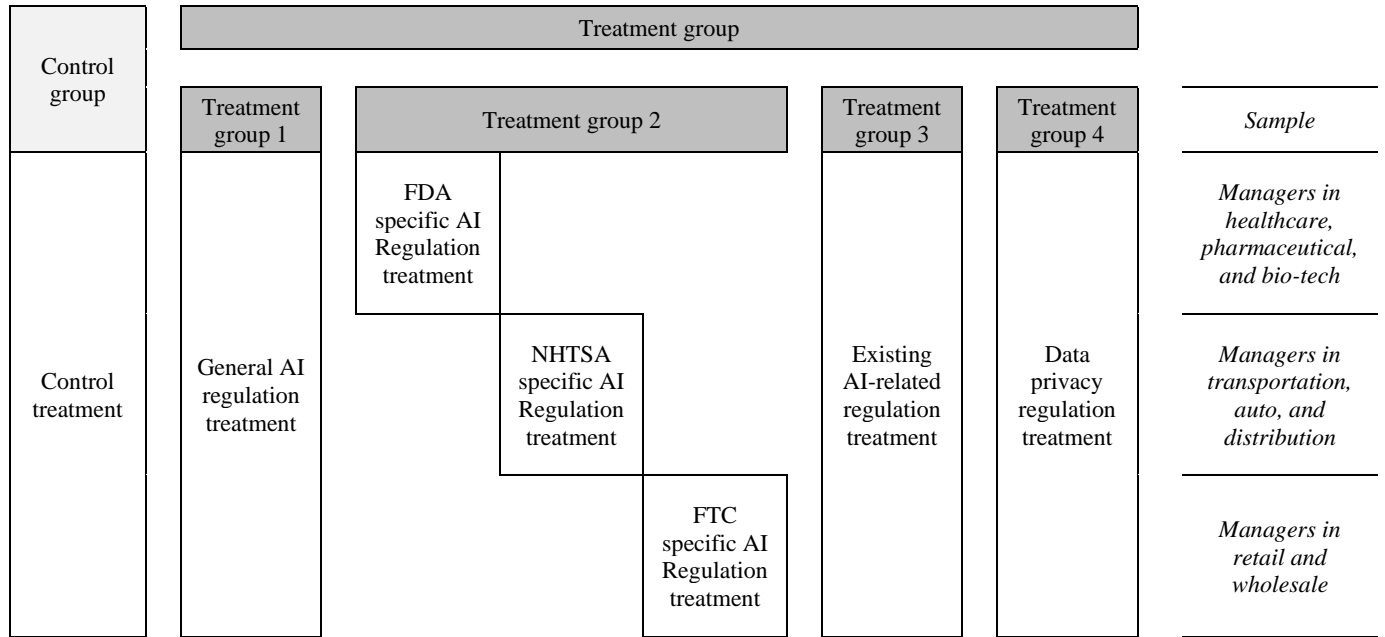 Control
group
Treatment group
Treatment
group 1
Treatment group 2
Treatment
group 3
Treatment
group 4
Sample
Control
treatment
General AI
regulation
treatment
FDA
specific AI
Regulation
treatment
NHTSA
specific AI
Regulation
treatment
FTC
specific AI
Regulation
treatment
Existing
AI-related
regulation
treatment
Data
privacy
regulation
treatment
Managers in
healthcare,
pharmaceutical,
and bio-tech
Managers in
transportation,
auto, and
distribution
Managers in
retail and
wholesale